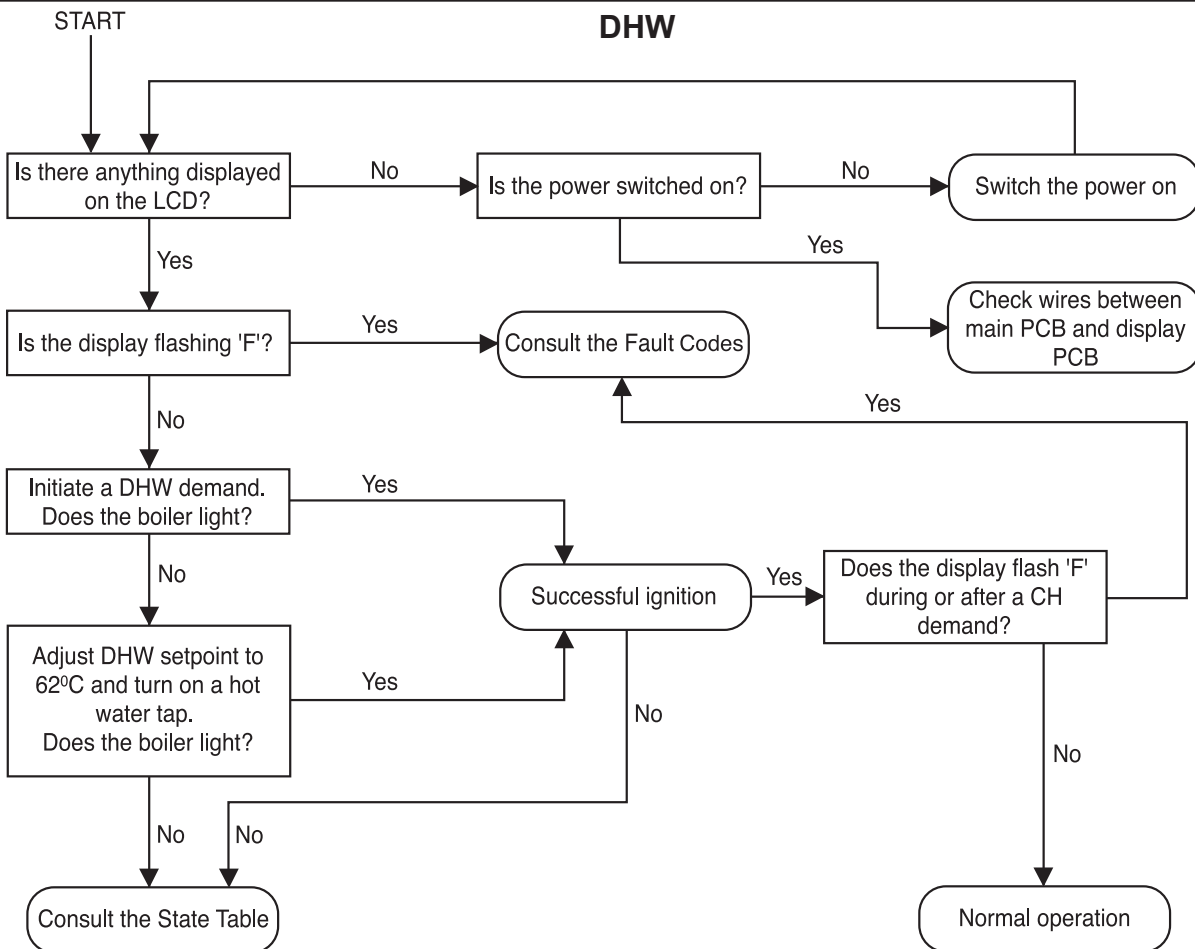 START
DHW
Is there anything displayed
on the LCD?
No
Is the power switched on?
No
Switch the power on
Yes
Yes
Check wires between
main PCB and display
PCB
Is the display flashing 'F'?
Yes
Consult the Fault Codes
No
Yes
Initiate a DHW demand.
Does the boiler light?
Yes
No
Successful ignition
Yes
Does the display flash 'F'
during or after a CH
demand?
Adjust DHW setpoint to
62⁰C and turn on a hot
water tap.
Does the boiler light?
Yes
No
No
No
No
Consult the State Table
Normal operation